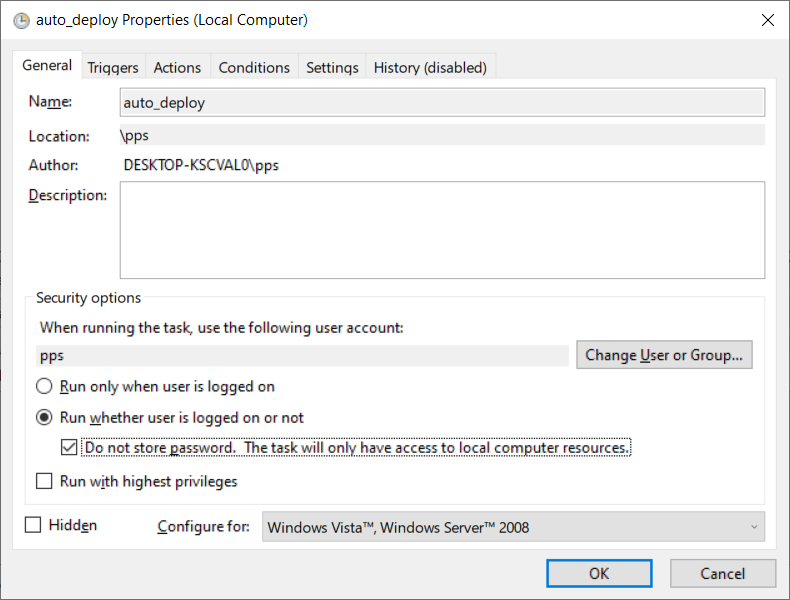 auto_deploy Properties (Local Computer)
General Triggers Actions Conditions Settings History (disabled)
Name: auto_deploy
Location: \pps
Author: DESKTOP-KSCVAL0\pps
Description:
Security options
When running the task, use the following user account:
pps Change User or Group...
Run only when user is logged on
Run whether user is logged on or not
Do not store password. The task will only have access to local computer resources.
Run with highest privileges
Hidden Configure for: Windows Vista™, Windows Server™ 2008
OK Cancel